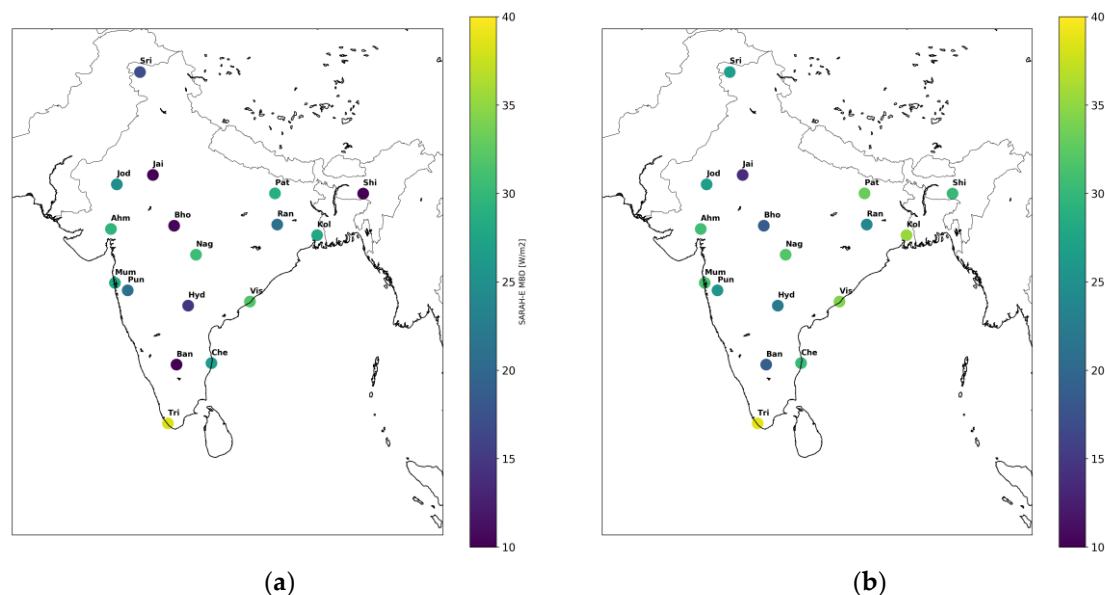 Sri
Jai
Jod
Pat
Shi
Ahm
Bho
Ran
Kol
Nag
Mum
Pun
Hyd
Vis
Ban
Che
Tri
40
35
30
25
20
15
10
SARAH-E MBD [W/m2]
(a)
Sri
Jai
Jod
Pat
Shi
Ahm
Bho
Ran
Kol
Nag
Mum
Pun
Hyd
Vis
Ban
Che
Tri
40
35
30
25
20
15
10
(b)